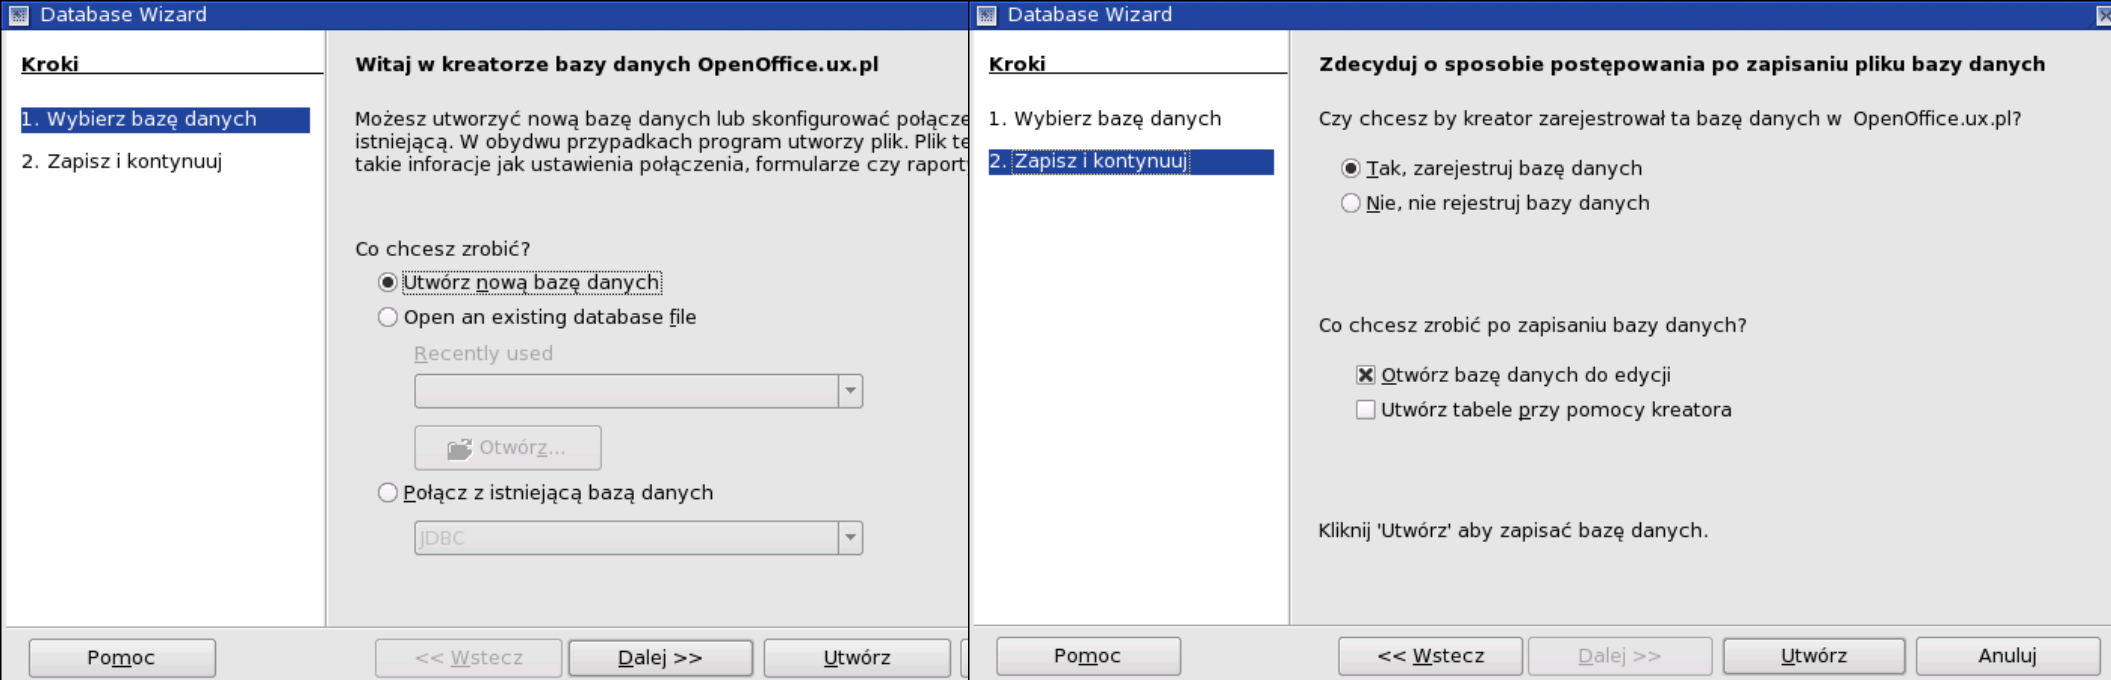 Database Wizard
Kroki
1. Wybierz bazę danych
2. Zapisz i kontynuuj
Witaj w kreatorze bazy danych OpenOffice.ux.pl
Możesz utworzyć nową bazę danych lub skonfigurować połącze
istniejącą. W obydwu przypadkach program utworzy plik. Plik te
takie inforacje jak ustawienia połączenia, formularze czy raport
Co chcesz zrobić?
Utwórz nową bazę danych
Open an existing database file
Recently used
Otwórz...
Połącz z istniejącą bazą danych
JDBC
Pomoc
<< Wstecz
Dalej >>
Utwórz
Database Wizard
Kroki
1. Wybierz bazę danych
2. Zapisz i kontynuuj
Zdecyduj o sposobie postępowania po zapisaniu pliku bazy danych
Czy chcesz by kreator zarejestrował ta bazę danych w  OpenOffice.ux.pl?
Tak, zarejestruj bazę danych
Nie, nie rejestruj bazy danych
Co chcesz zrobić po zapisaniu bazy danych?
Otwórz bazę danych do edycji
Utwórz tabele przy pomocy kreatora
Kliknij 'Utwórz' aby zapisać bazę danych.
Pomoc
<< Wstecz
Dalej >>
Utwórz
Anuluj